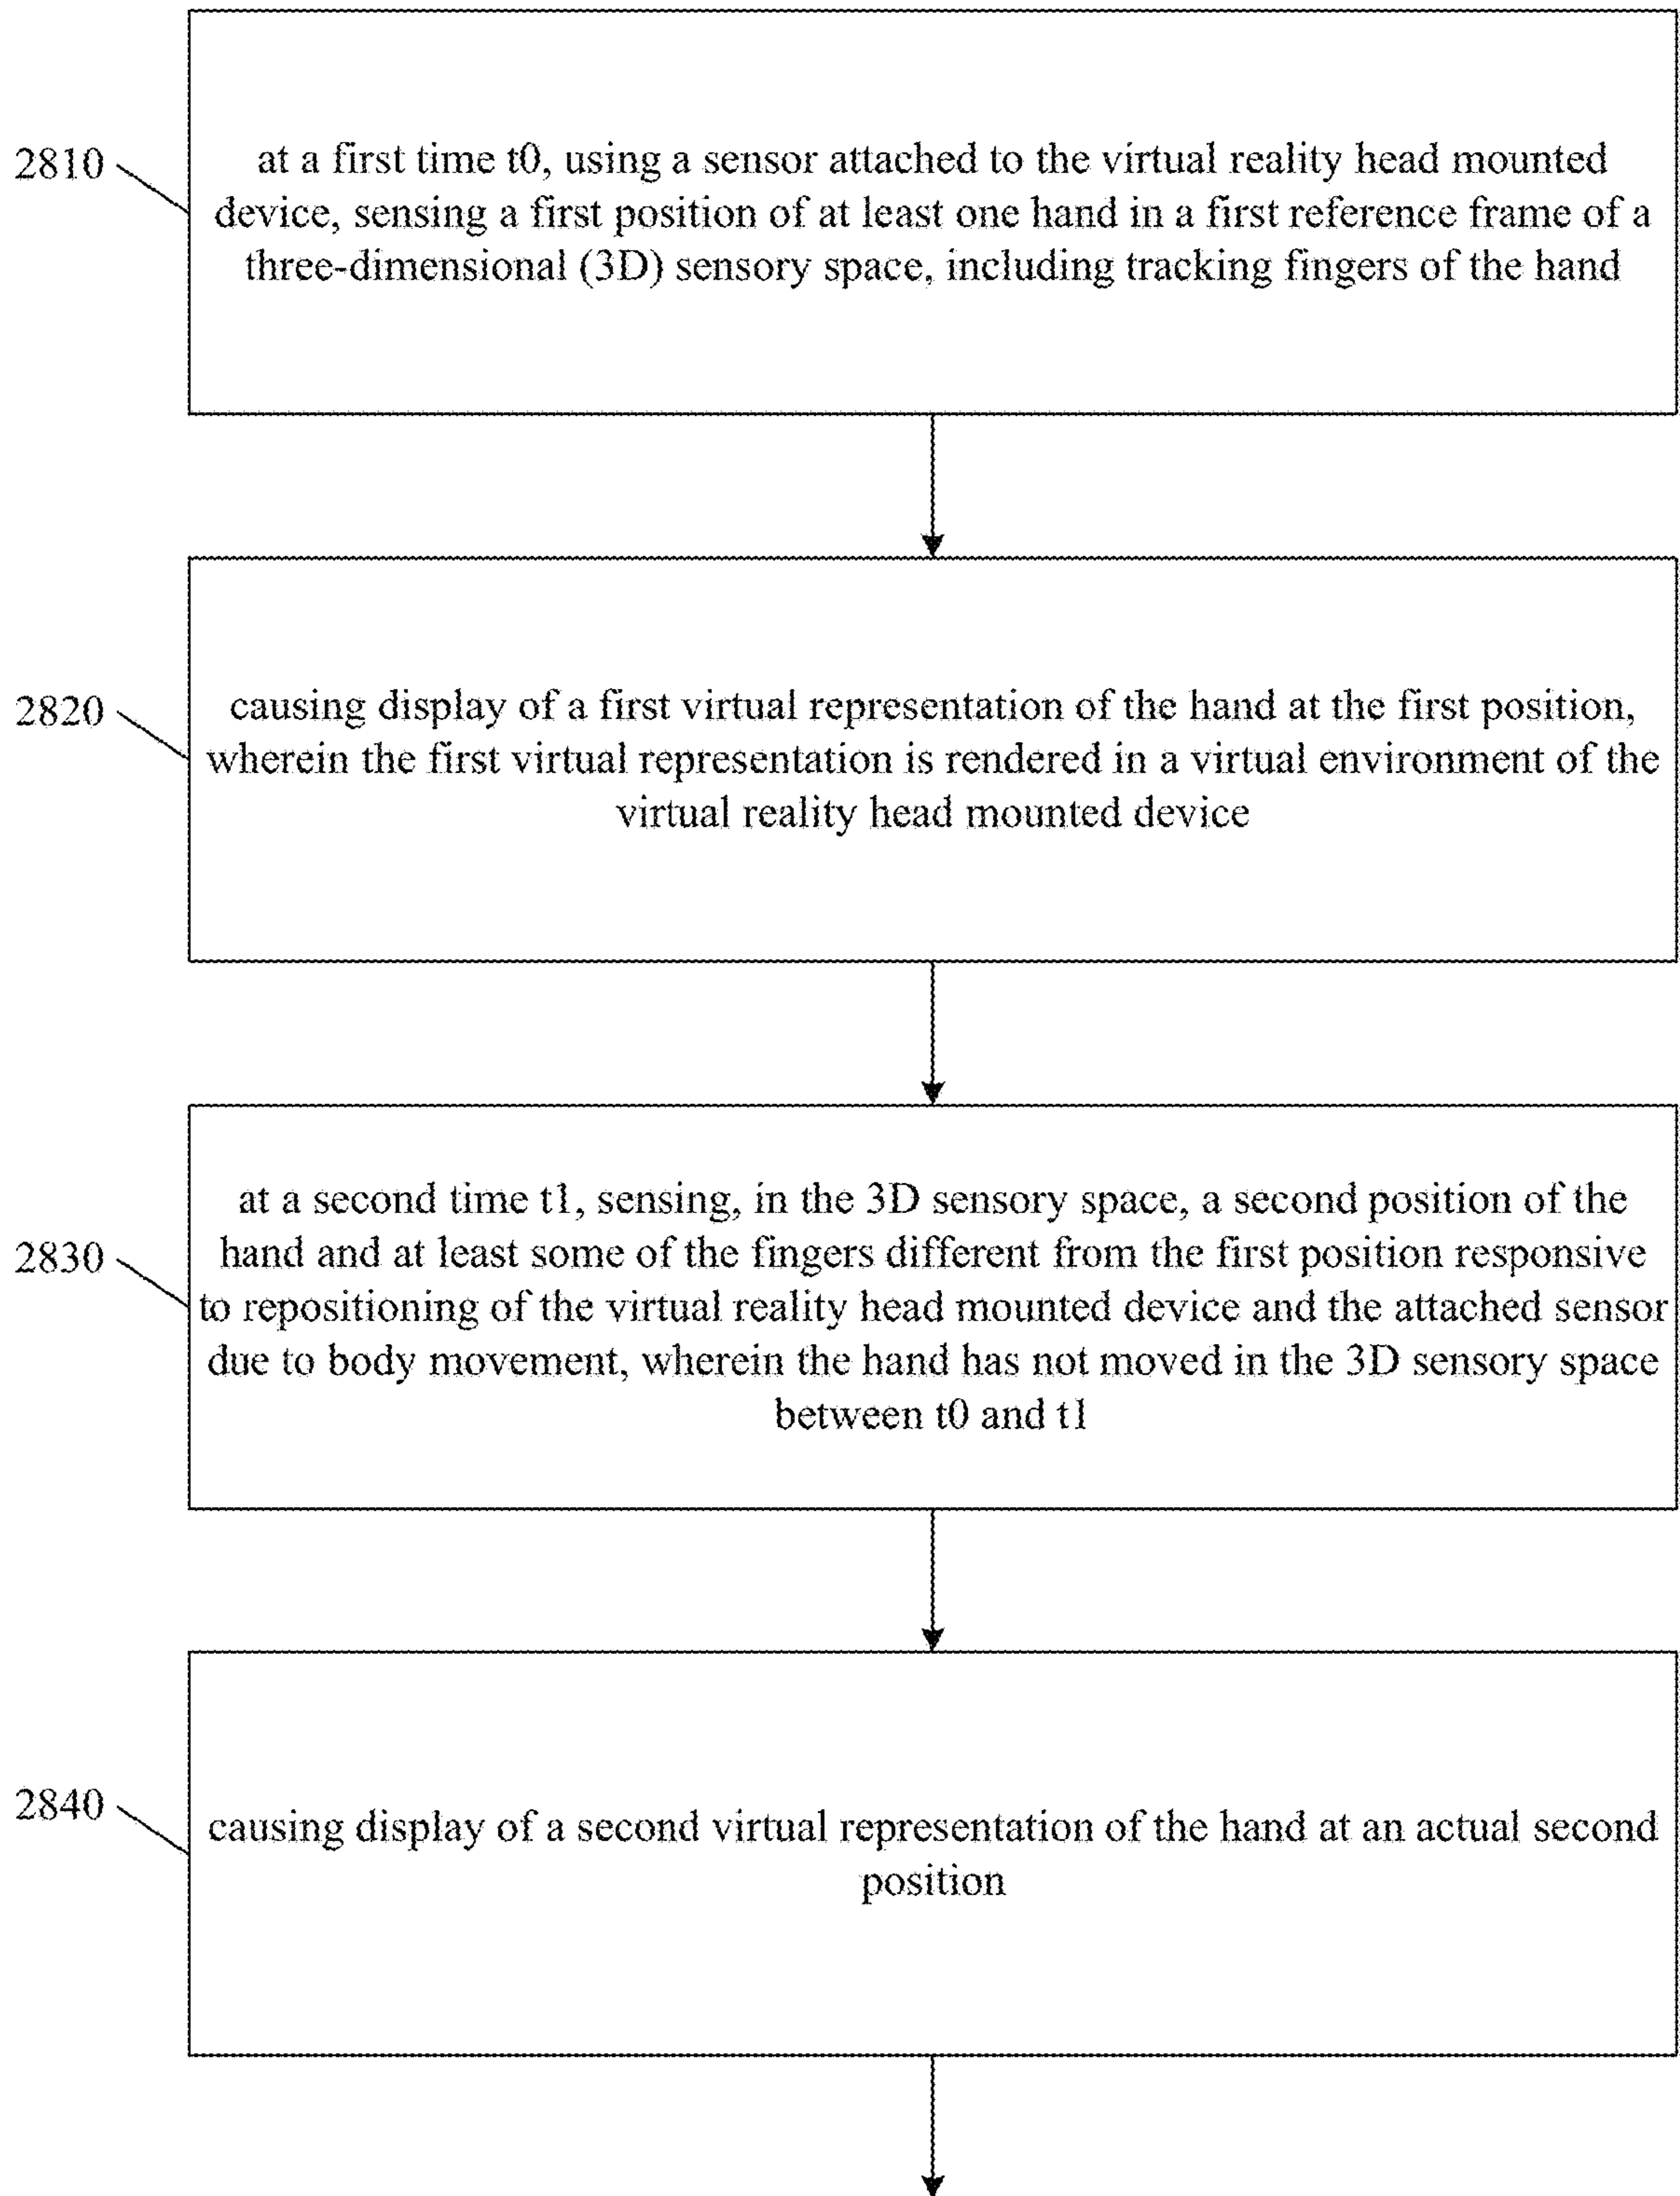 2810
at a first time t0, using a sensor attached to the virtual reality head mounted
device, sensing a first position of at least one hand in a first reference frame of a
three-dimensional (3D) sensory space, including tracking fingers of the hand
2820
causing display of a first virtual representation of the hand at the first position,
wherein the first virtual representation is rendered in a virtual environment of the
virtual reality head mounted device
2830
at a second time t1, sensing, in the 3D sensory space, a second position of the
hand and at least some of the fingers different from the first position responsive
to repositioning of the virtual reality head mounted device and the attached sensor
due to body movement, wherein the hand has not moved in the 3D sensory space
between t0 and t1
2840
causing display of a second virtual representation of the hand at an actual second
position